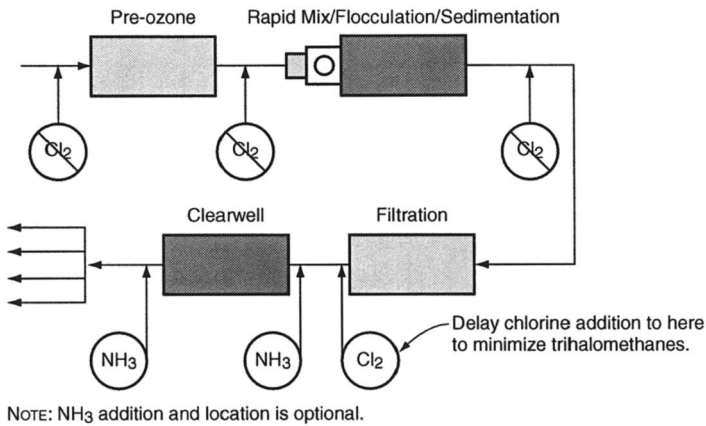 Pre-ozone
Rapid Mix/Flocculation/Sedimentation
Cl2
Cl2
Cl2
Clearwell
Filtration
NH3
NH3
Cl2
Delay chlorine addition to here
to minimize trihalomethanes.
NOTE: NH3 addition and location is optional.